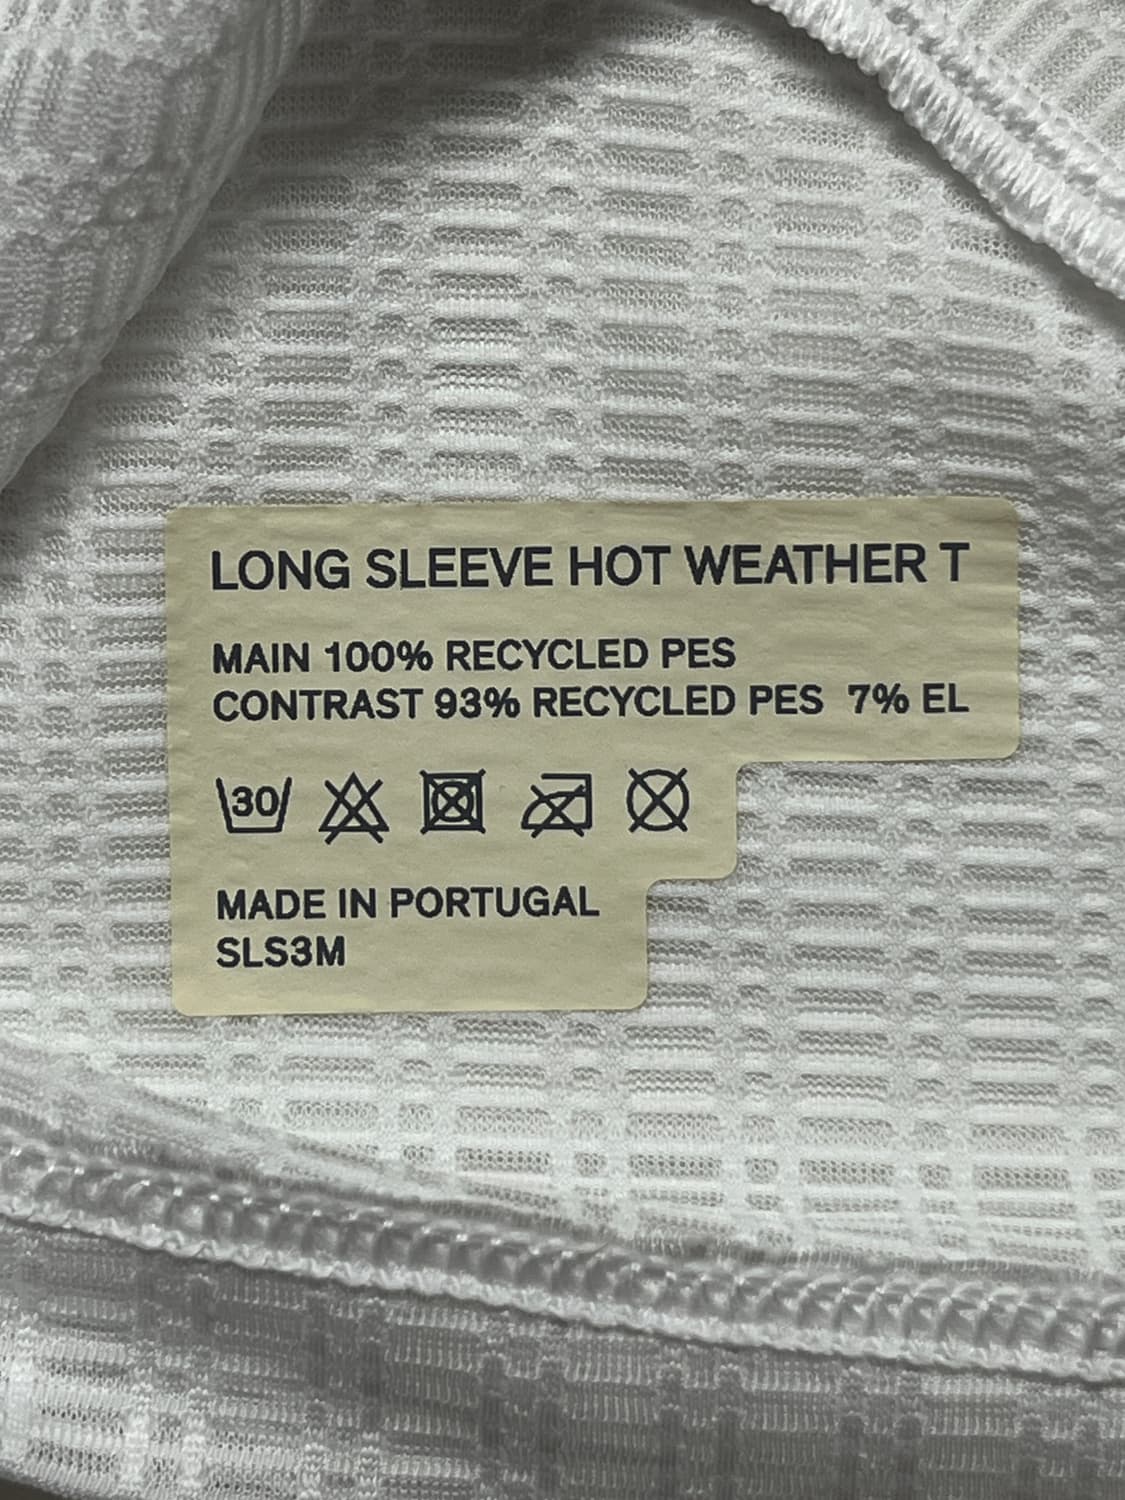 LONG SLEEVE HOT WEATHER T
MAIN 100% RECYCLED PES
CONTRAST 93% RECYCLED PES 7% EL
30
MADE IN PORTUGAL
SLS3M